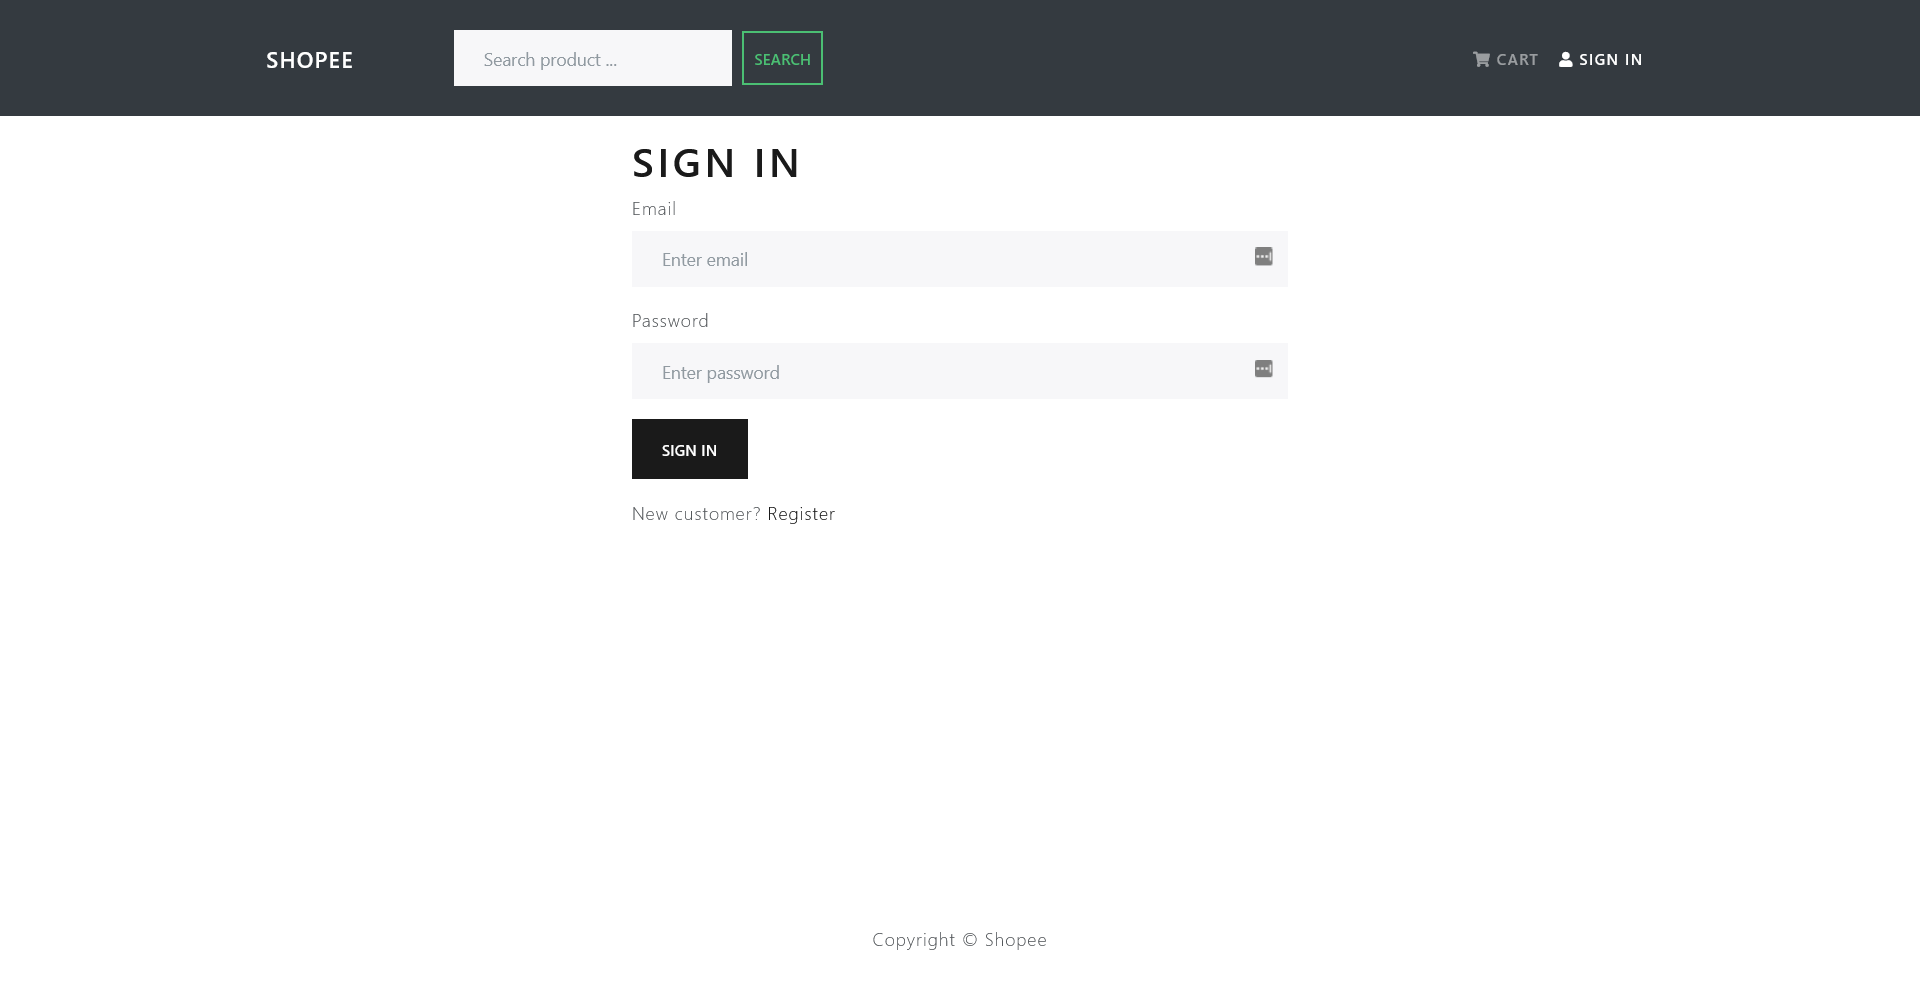 SHOPEE
Search product ...
SEARCH
CART
SIGN IN
SIGN IN
Email
Enter email
Password
Enter password
SIGN IN
New customer? Register
Copyright © Shopee